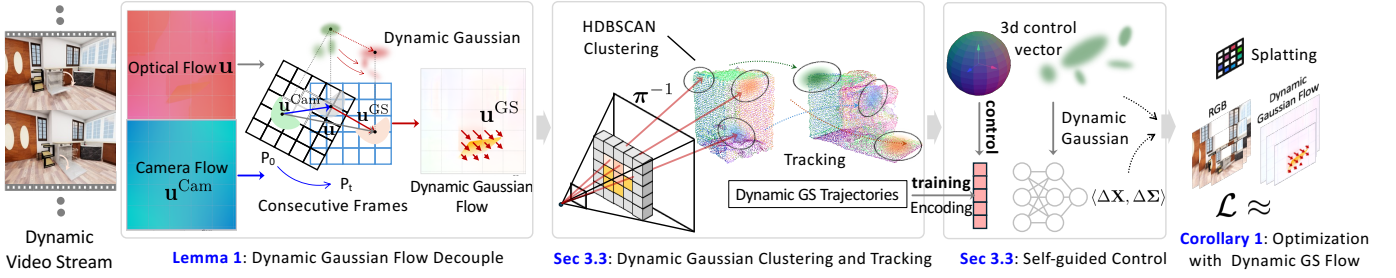 Dynamic
Video Stream
Optical Flow u
Camera Flow
u^Cam
Dynamic Gaussian
u^Cam
u^GS
u
P₀
P_t
Consecutive Frames
u^GS
Dynamic Gaussian
Flow
Lemma 1: Dynamic Gaussian Flow Decouple
HDBSCAN
Clustering
π⁻¹
Tracking
Dynamic GS Trajectories
Sec 3.3: Dynamic Gaussian Clustering and Tracking
training
Encoding
3d control
vector
control
Dynamic
Gaussian
⟨ΔX, ΔΣ⟩
Sec 3.3: Self-guided Control
Splatting
RGB
Dynamic
Gaussian Flow
ℒ ≈
Corollary 1: Optimization
with Dynamic GS Flow